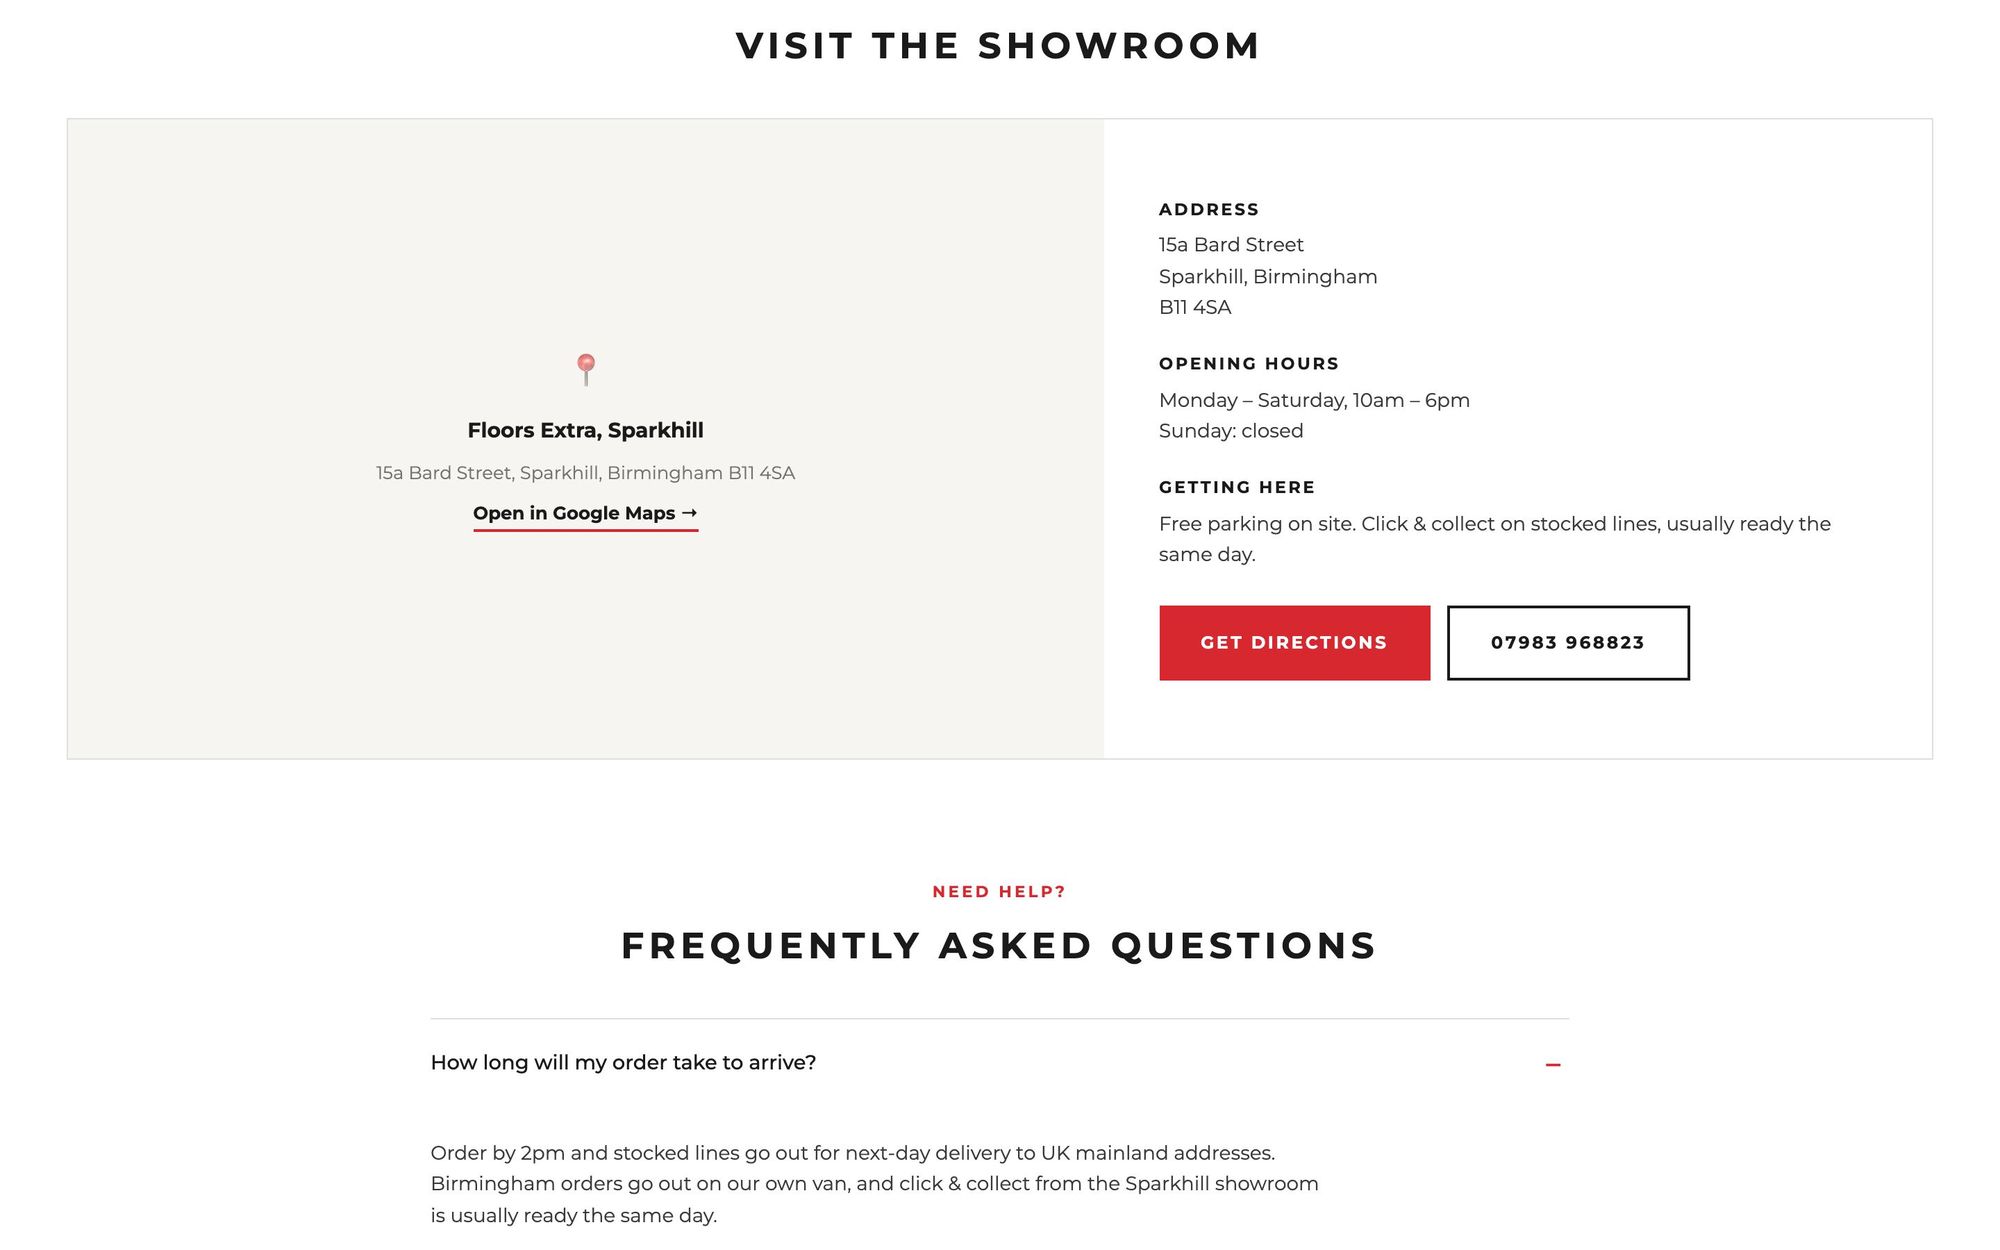 VISIT THE SHOWROOM
Floors Extra, Sparkhill
15a Bard Street, Sparkhill, Birmingham B11 4SA
Open in Google Maps →
ADDRESS
15a Bard Street
Sparkhill, Birmingham
B11 4SA
OPENING HOURS
Monday – Saturday, 10am – 6pm
Sunday: closed
GETTING HERE
Free parking on site. Click & collect on stocked lines, usually ready the
same day.
GET DIRECTIONS
07983 968823
NEED HELP?
FREQUENTLY ASKED QUESTIONS
How long will my order take to arrive?
Order by 2pm and stocked lines go out for next-day delivery to UK mainland addresses.
Birmingham orders go out on our own van, and click & collect from the Sparkhill showroom
is usually ready the same day.